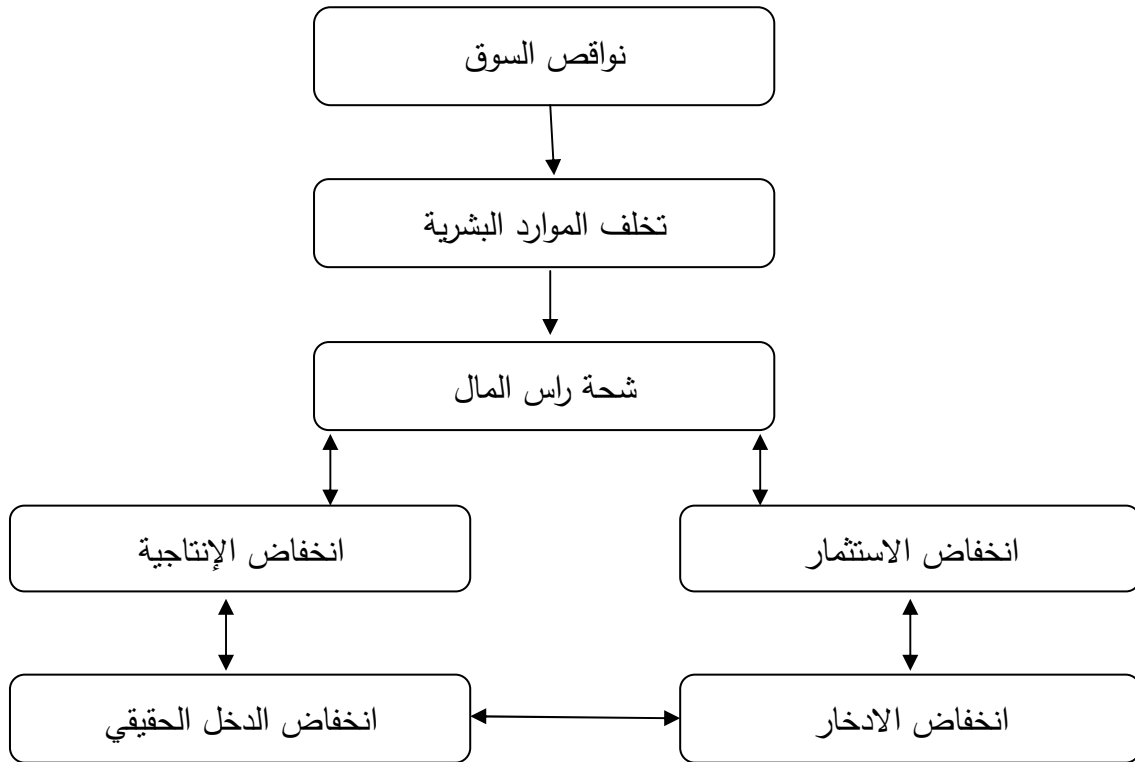 نواقص السوق
تخلف الموارد البشرية
شحة راس المال
انخفاض الاستثمار
انخفاض الإنتاجية
انخفاض الادخار
انخفاض الدخل الحقيقي